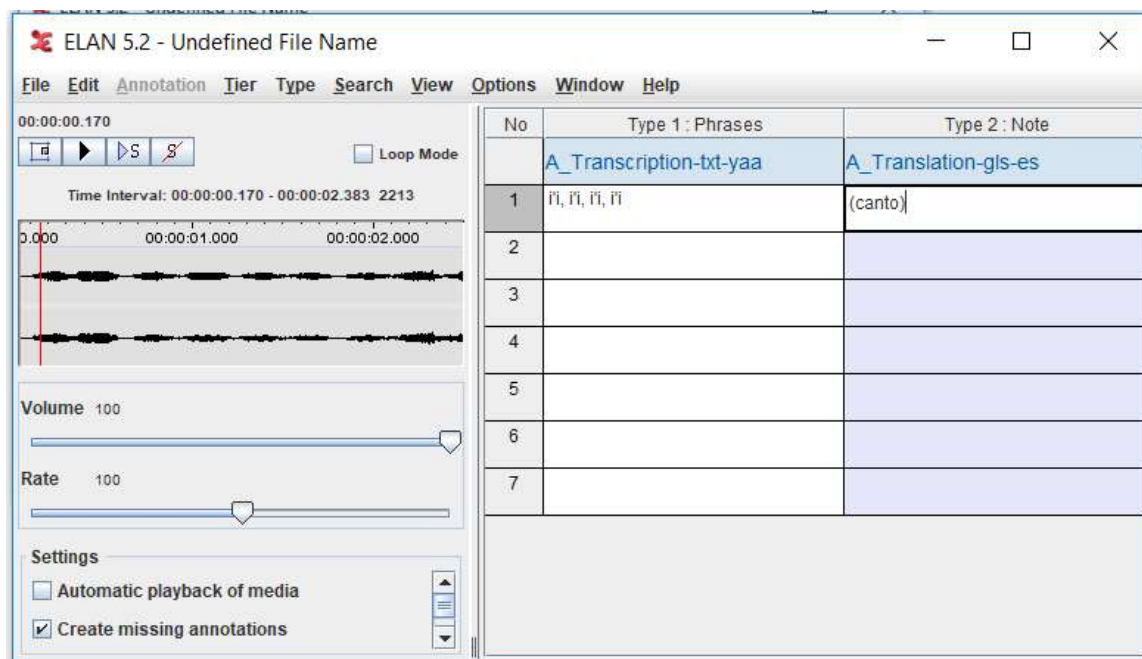 ELAN 5.2 - Undefined File Name
File Edit Annotation Tier Type Search View Options Window Help
00:00:00.170
S S
Loop Mode
Time Interval: 00:00:00.170 - 00:00:02.383 2213
0.000 00:00:01.000 00:00:02.000
Volume 100
Rate 100
Settings
Automatic playback of media
Create missing annotations
No Type 1 : Phrases Type 2 : Note
A_Transcription-txt-yaa A_Translation-gls-es
1 i'i, i'i, i'i, i'i (canto)
2
3
4
5
6
7